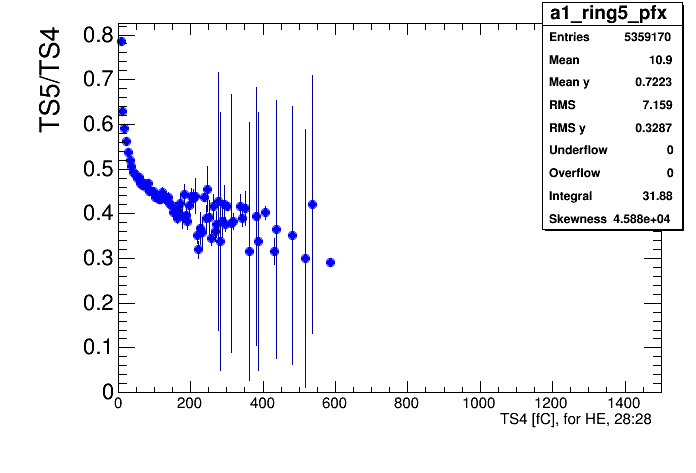 a1_ring5_pfx
Entries 5359170
Mean 10.9
Mean y 0.7223
RMS 7.159
RMS y 0.3287
Underflow 0
Overflow 0
Integral 31.88
Skewness 4.588e+04
TS5/TS4
0.8
0.7
0.6
0.5
0.4
0.3
0.2
0.1
0
0 200 400 600 800 1000 1200 1400
TS4 [fC], for HE, 28:28